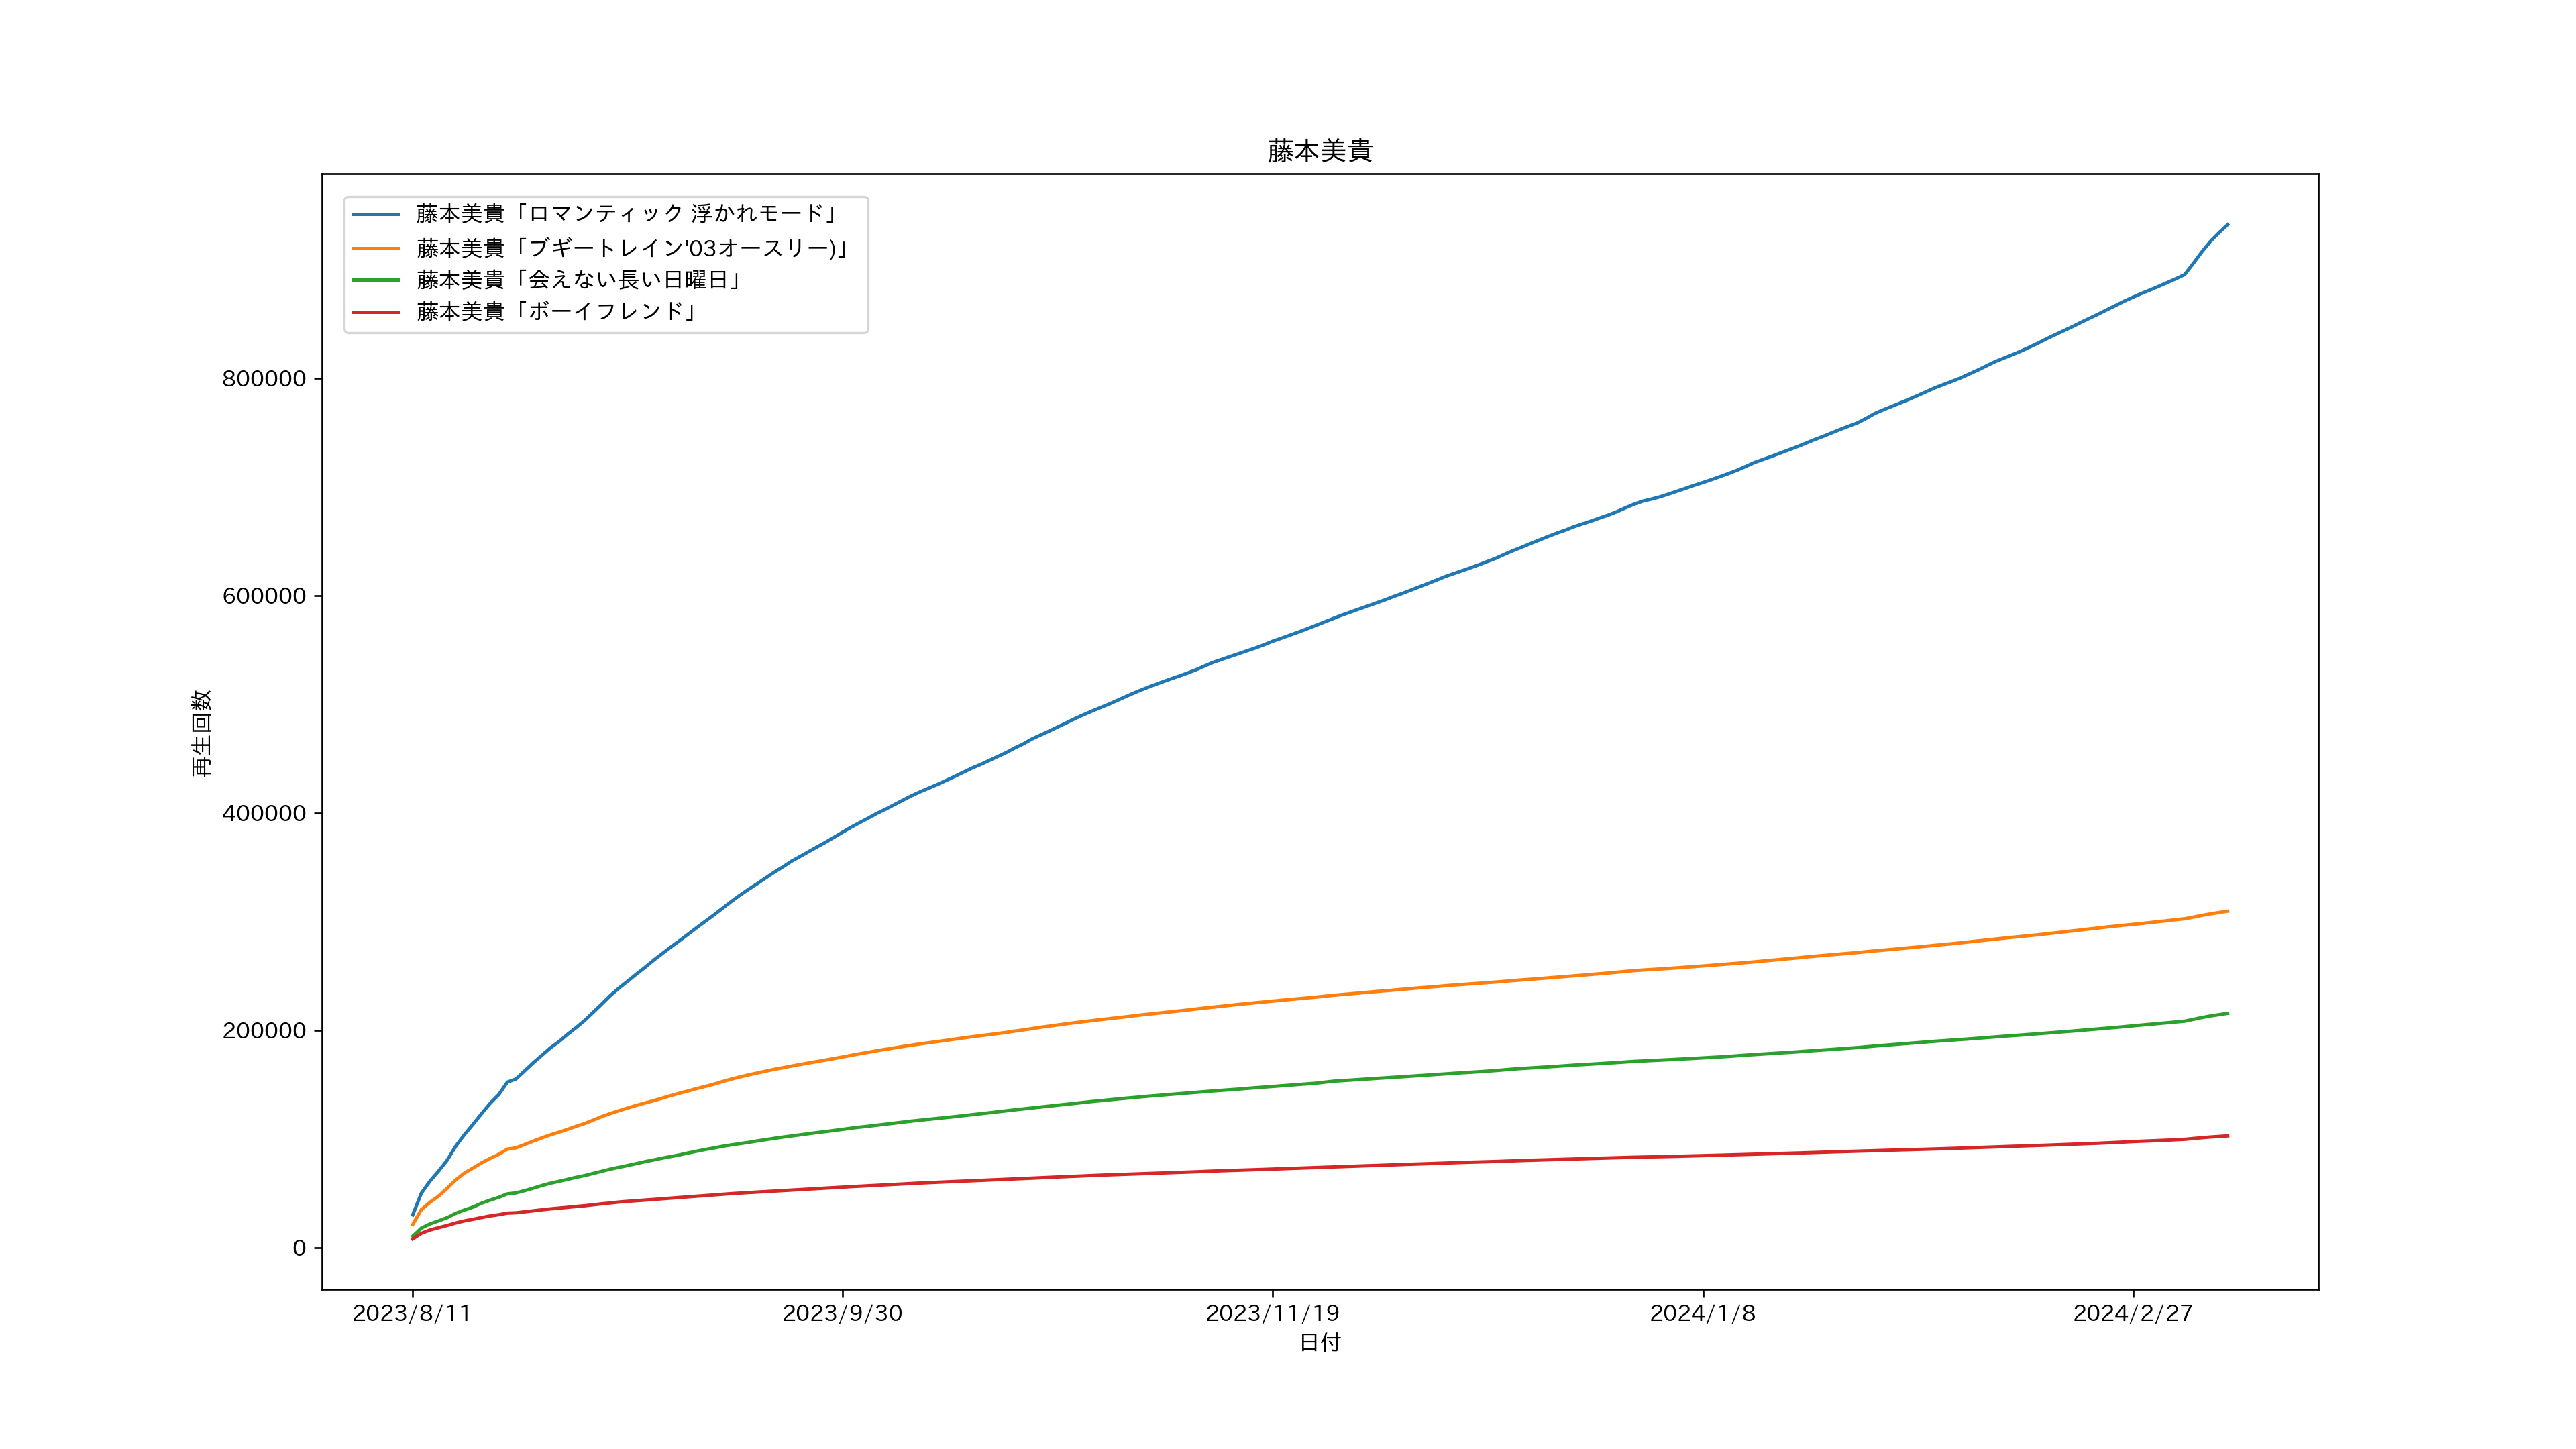 藤本美貴
藤本美貴「ロマンティック 浮かれモード」
藤本美貴「ブギートレイン'03オースリー)」
藤本美貴「会えない長い日曜日」
藤本美貴「ボーイフレンド」
再生回数
800000
600000
400000
200000
0
2023/8/11
2023/9/30
2023/11/19
2024/1/8
2024/2/27
日付